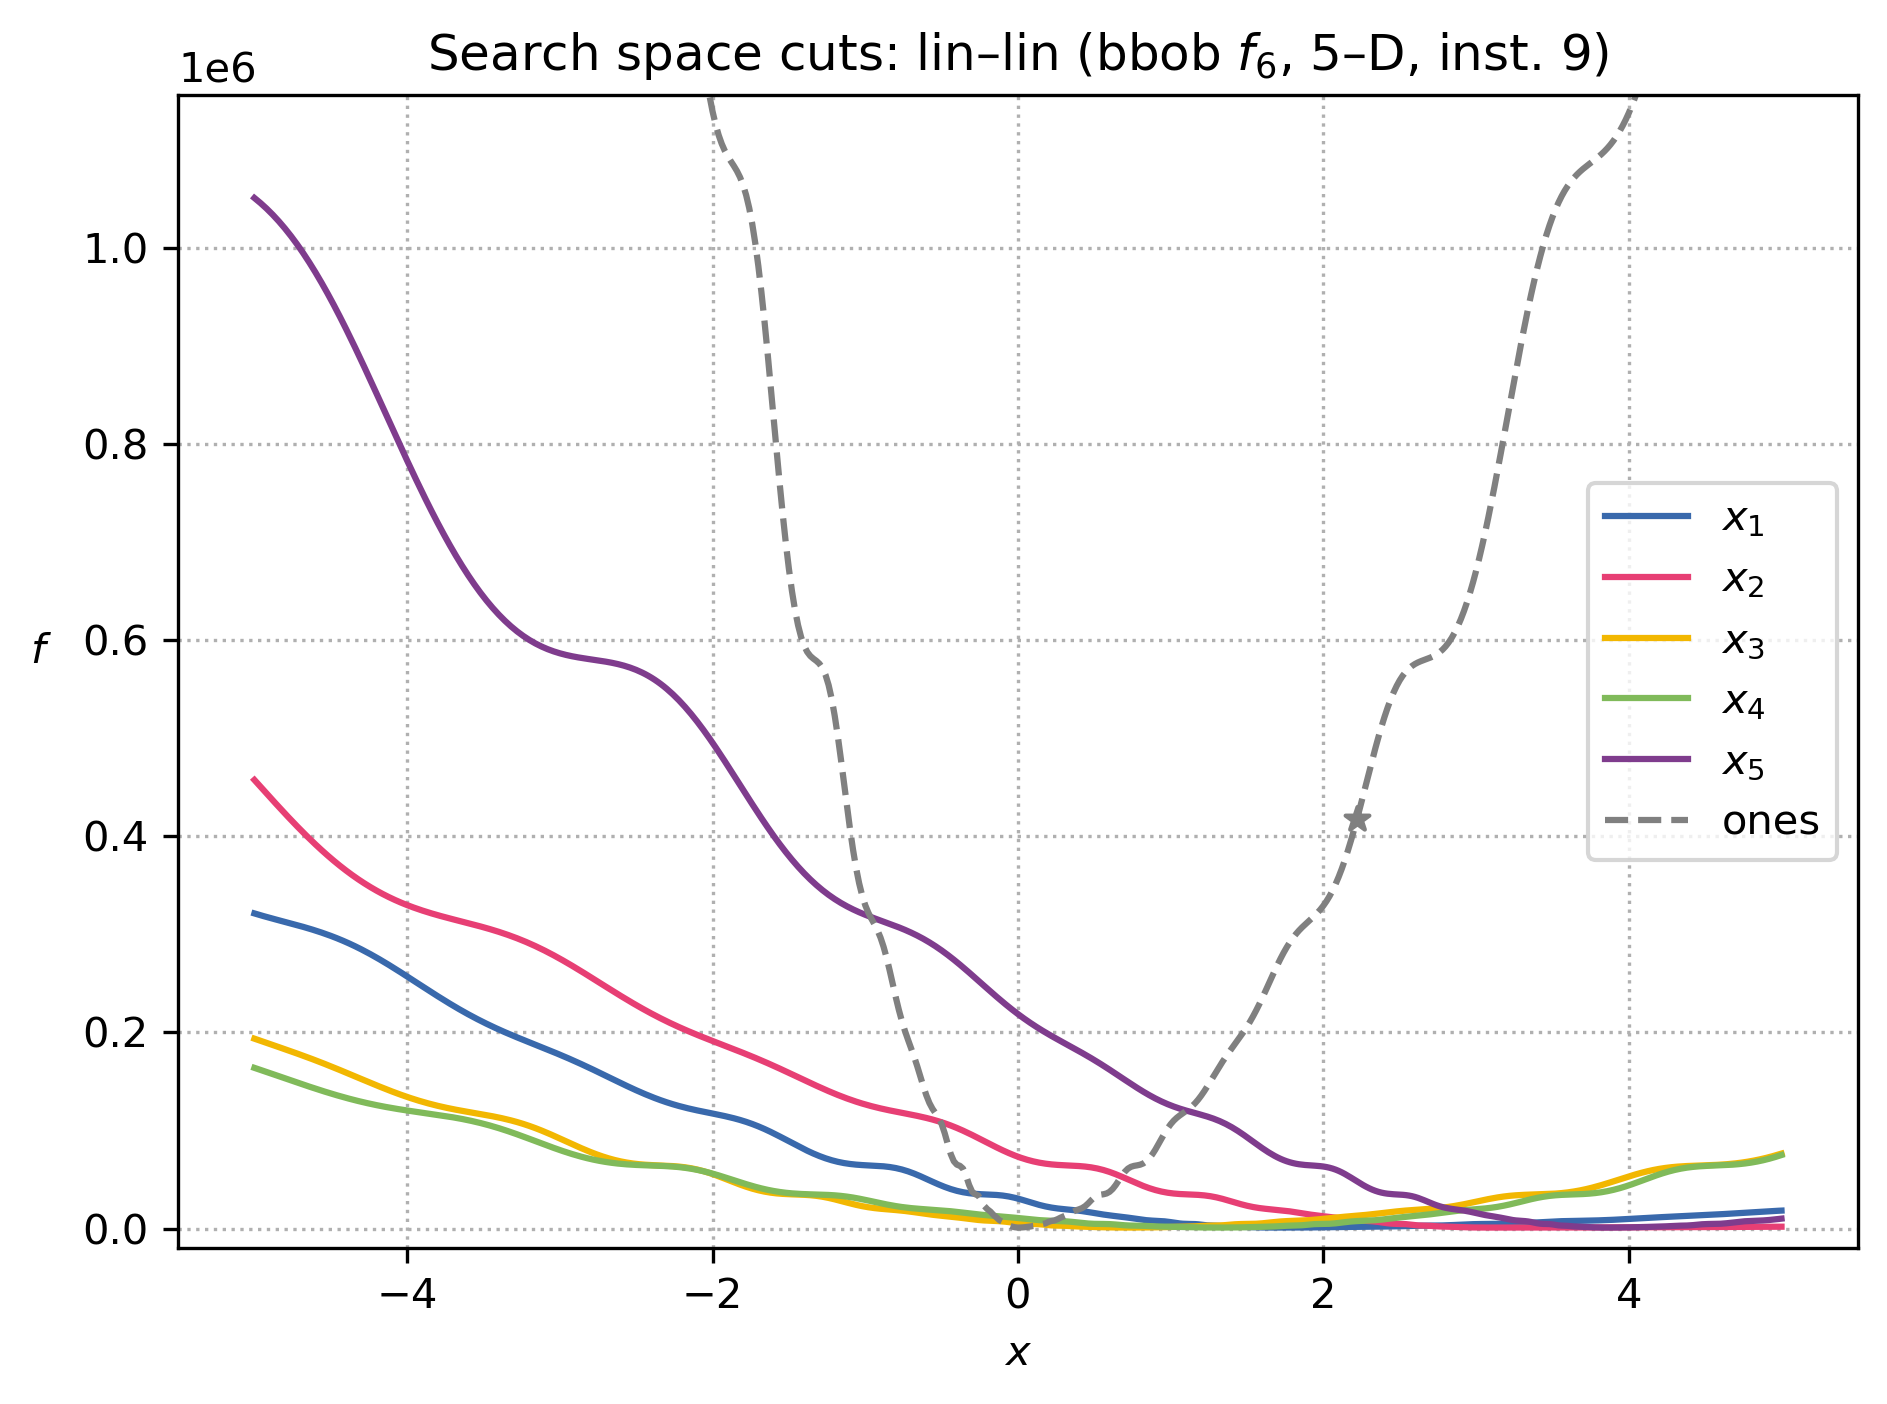 Search space cuts: lin–lin (bbob f₆, 5–D, inst. 9)
1e6
1.0
0.8
0.6
0.4
0.2
0.0
f
x₁
x₂
x₃
x₄
x₅
ones
−4 −2 0 2 4
x